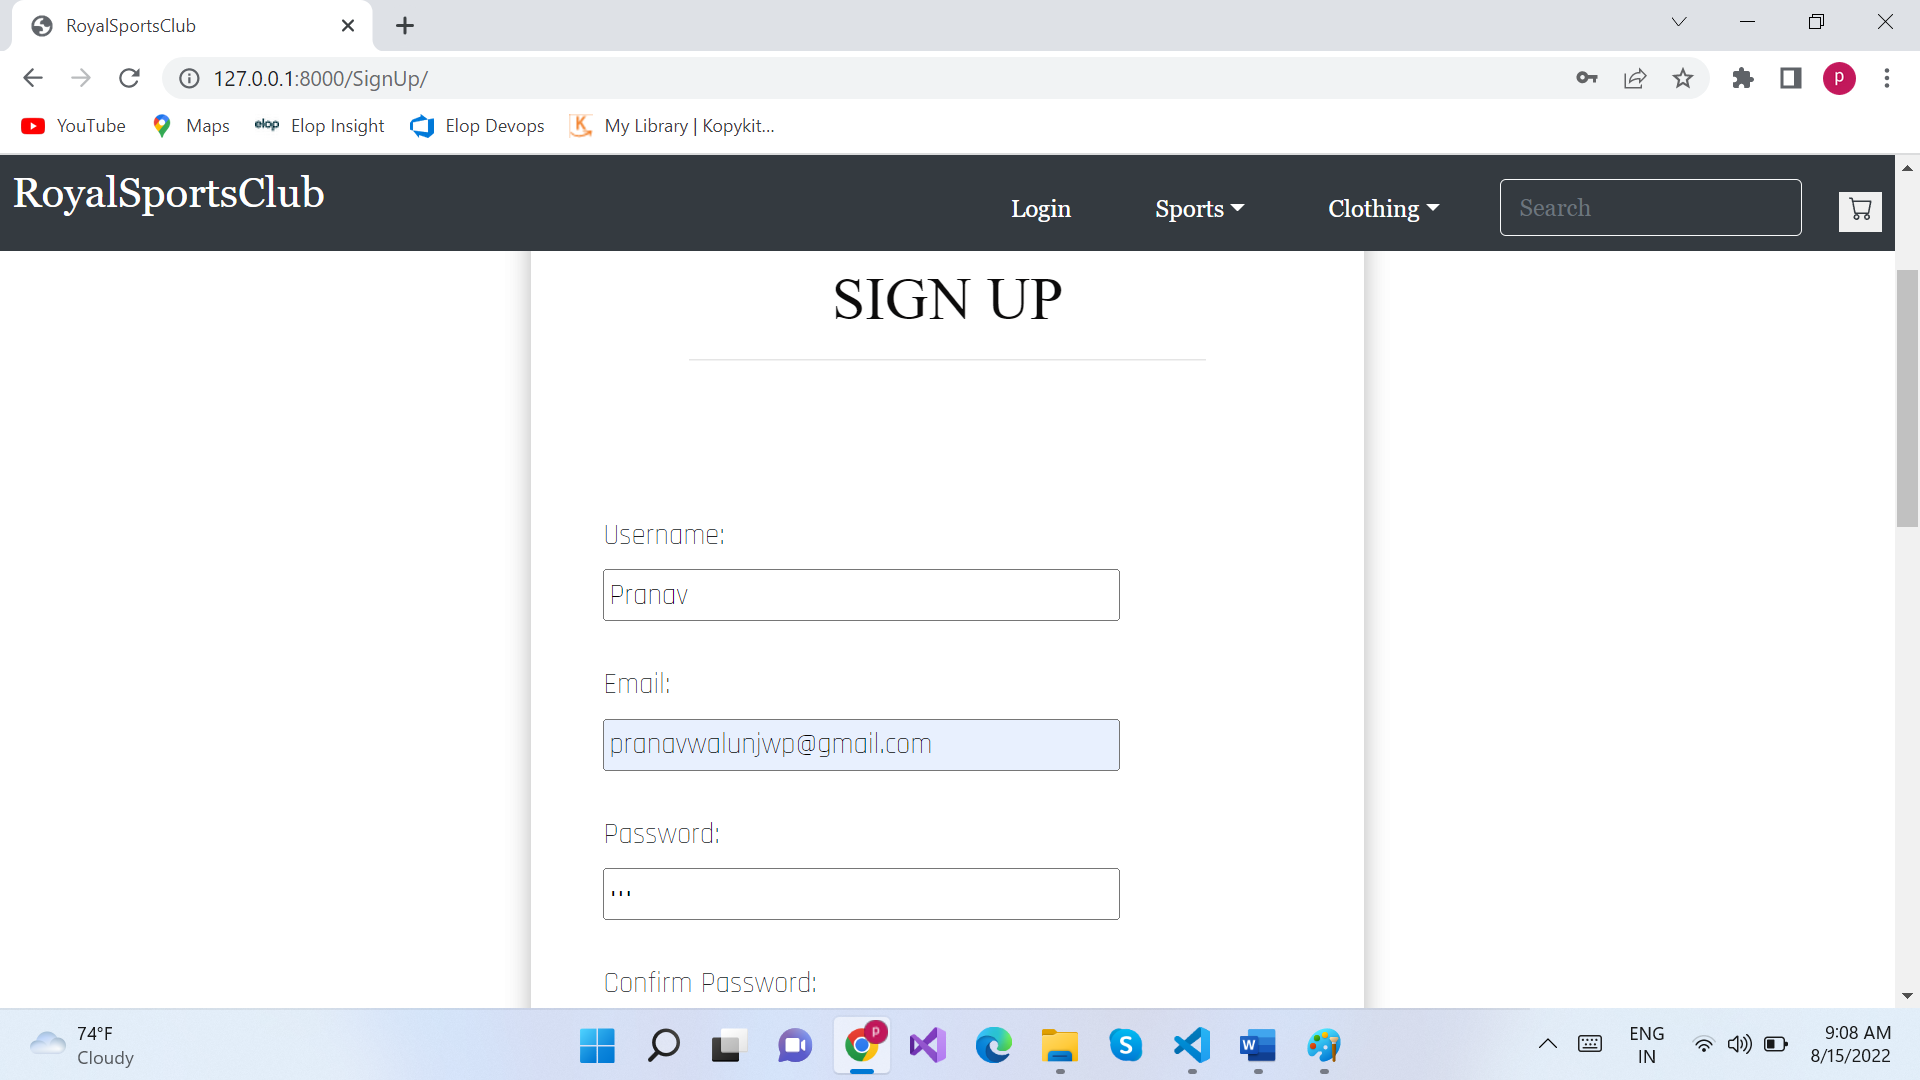 RoyalSportsClub
127.0.0.1:8000/SignUp/
P
YouTube
Maps
elop Elop Insight
Elop Devops
K My Library | Kopykit...
RoyalSportsClub
Login
Sports
Clothing
Search
SIGN UP
Username:
Pranav
Email:
pranavwalunjwp@gmail.com
Password:
Confirm Password:
74°F
Cloudy
P
S
W
ENG
IN
9:08 AM
8/15/2022